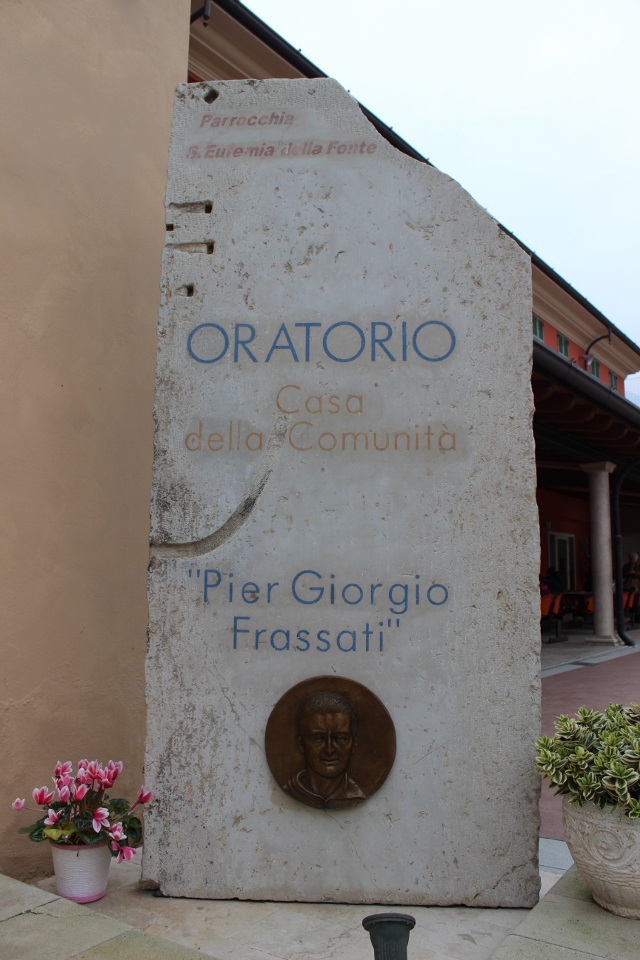 Parrocchia
S. Eufemia della Fonte
ORATORIO
Casa
della Comunità
"Pier Giorgio
Frassati"